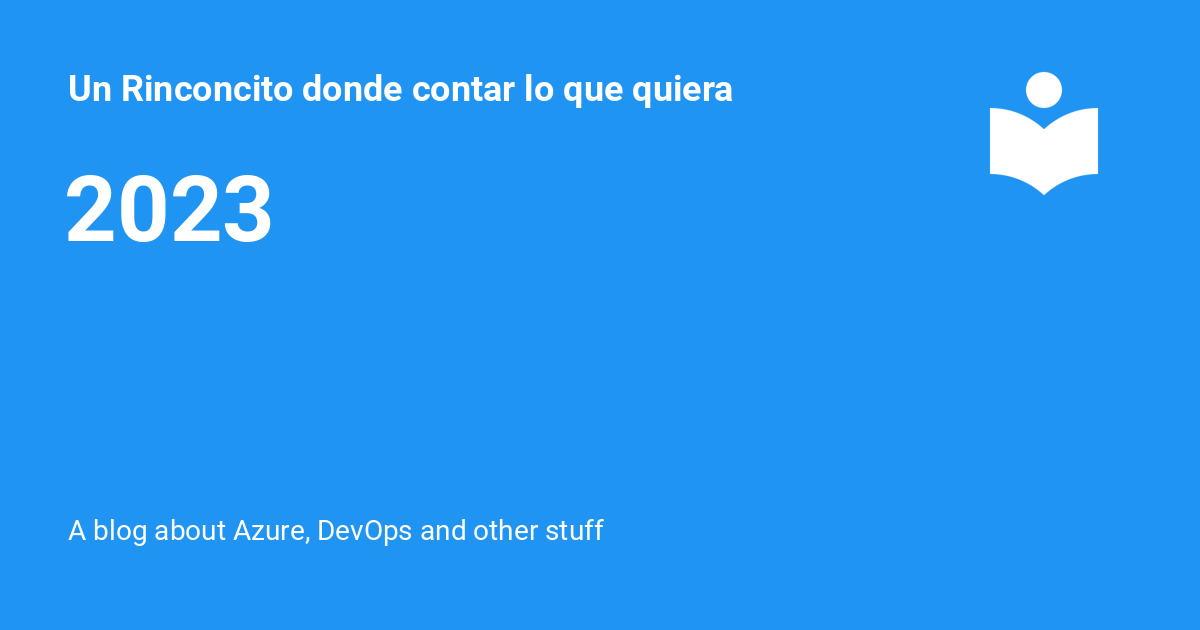 Un Rinconcito donde contar lo que quiera
2023
A blog about Azure, DevOps and other stuff